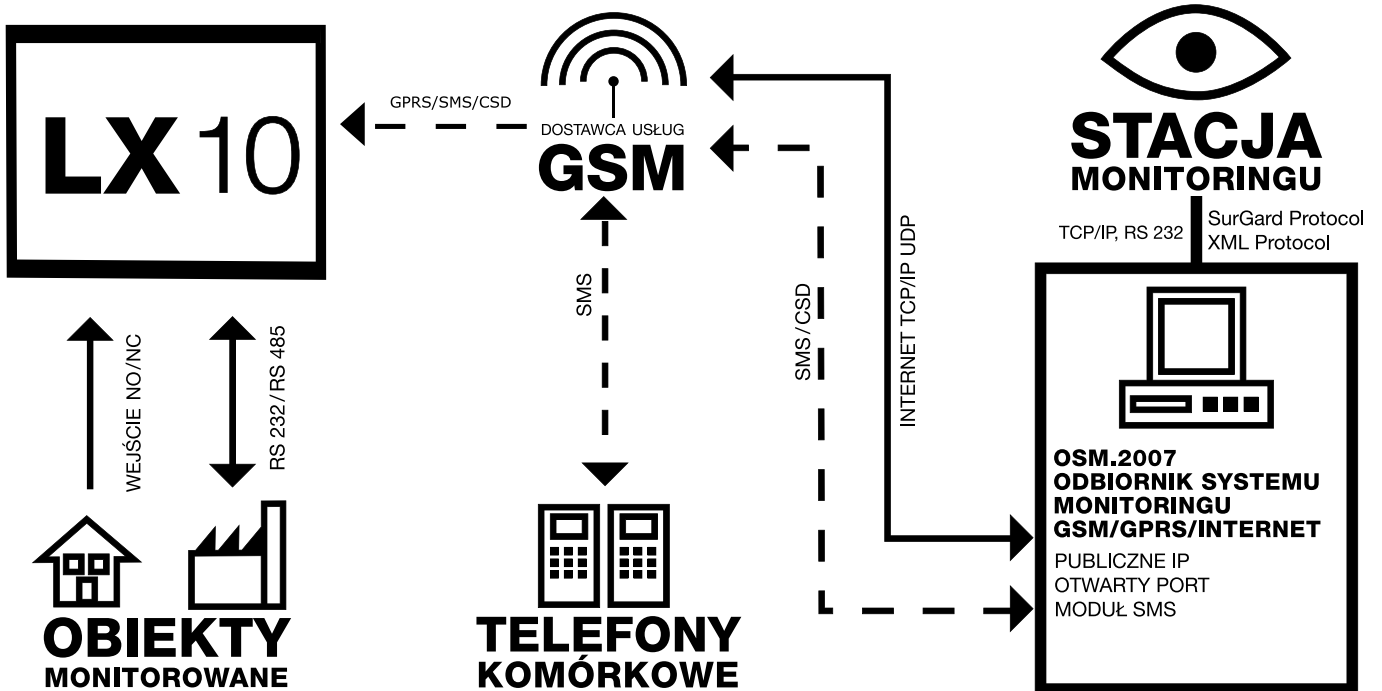 LX 10
GPRS/SMS/CSD
DOSTAWCA USŁUG
GSM
STACJA
MONITORINGU
TCP/IP, RS 232
SurGard Protocol
XML Protocol
WEJŚCIE NO/NC
RS 232/RS 485
SMS
SMS/CSD
INTERNET TCP/IP UDP
OSM.2007
ODBIORNIK SYSTEMU
MONITORINGU
GSM/GPRS/INTERNET
PUBLICZNE IP
OTWARTY PORT
MODUŁ SMS
OBIEKTY
MONITOROWANE
TELEFONY
KOMÓRKOWE